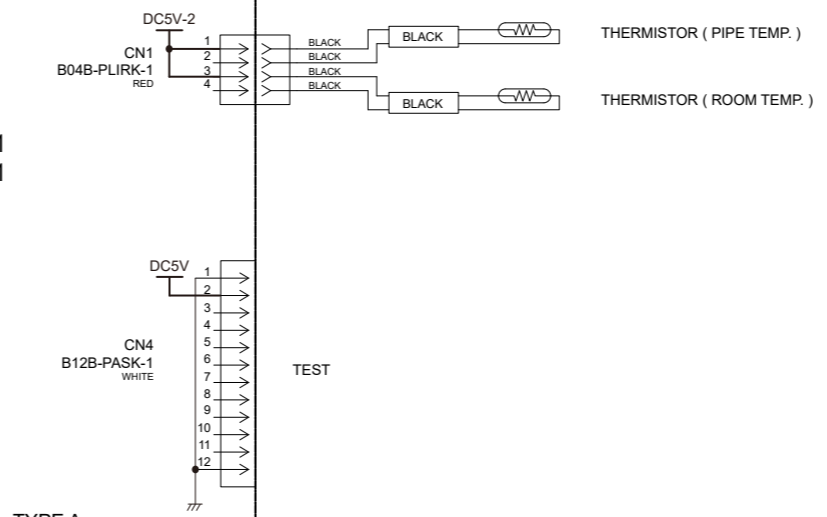 DC5V-2
CN1
B04B-PLIRK-1
RED
1
2
3
4
BLACK
BLACK
BLACK
BLACK
BLACK
THERMISTOR ( PIPE TEMP. )
BLACK
THERMISTOR ( ROOM TEMP. )
DC5V
CN4
B12B-PASK-1
WHITE
1
2
3
4
5
6
7
8
9
10
11
12
TEST
TYPE A